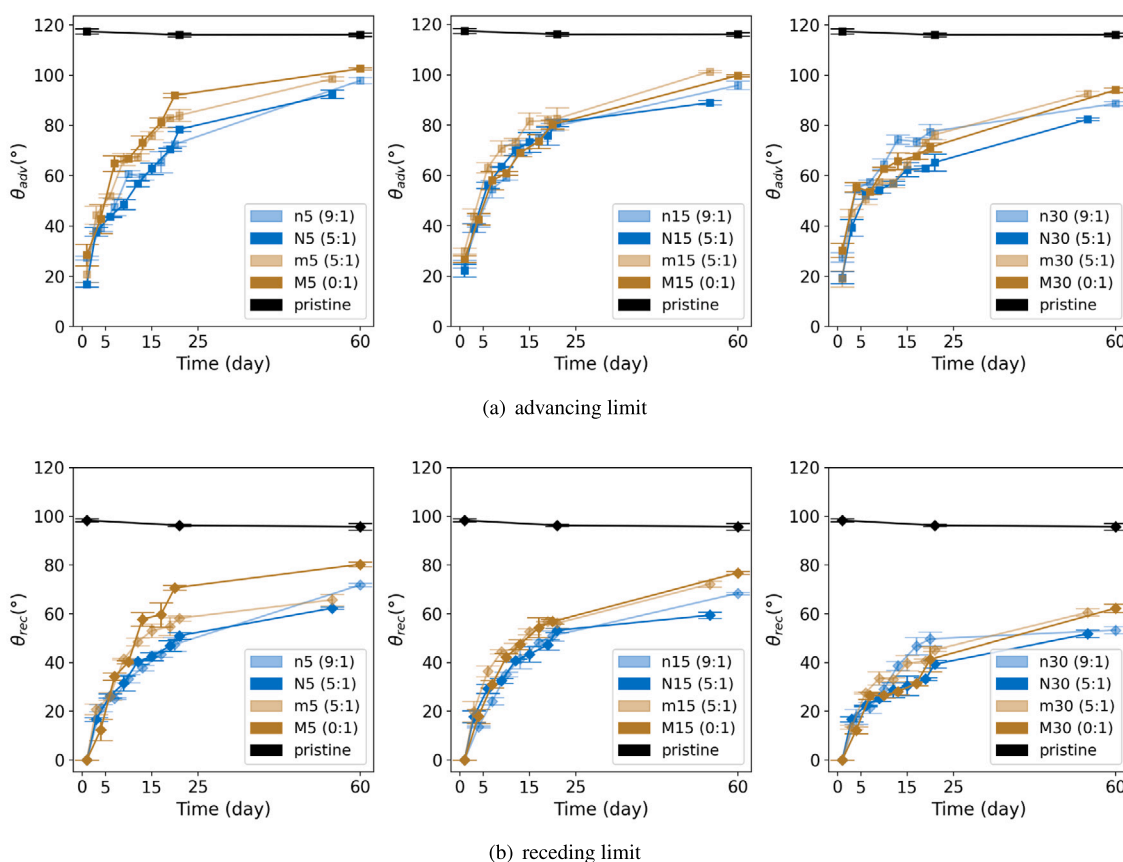 120
100
80
60
40
20
0
θadv(°)
n5 (9:1)
N5 (5:1)
m5 (5:1)
M5 (0:1)
pristine
0 5 15 25 60
Time (day)
120
100
80
60
40
20
0
θadv(°)
n15 (9:1)
N15 (5:1)
m15 (5:1)
M15 (0:1)
pristine
0 5 15 25 60
Time (day)
120
100
80
60
40
20
0
θadv(°)
n30 (9:1)
N30 (5:1)
m30 (5:1)
M30 (0:1)
pristine
0 5 15 25 60
Time (day)
(a) advancing limit
120
100
80
60
40
20
0
θrec(°)
n5 (9:1)
N5 (5:1)
m5 (5:1)
M5 (0:1)
pristine
0 5 15 25 60
Time (day)
120
100
80
60
40
20
0
θrec(°)
n15 (9:1)
N15 (5:1)
m15 (5:1)
M15 (0:1)
pristine
0 5 15 25 60
Time (day)
120
100
80
60
40
20
0
θrec(°)
n30 (9:1)
N30 (5:1)
m30 (5:1)
M30 (0:1)
pristine
0 5 15 25 60
Time (day)
(b) receding limit